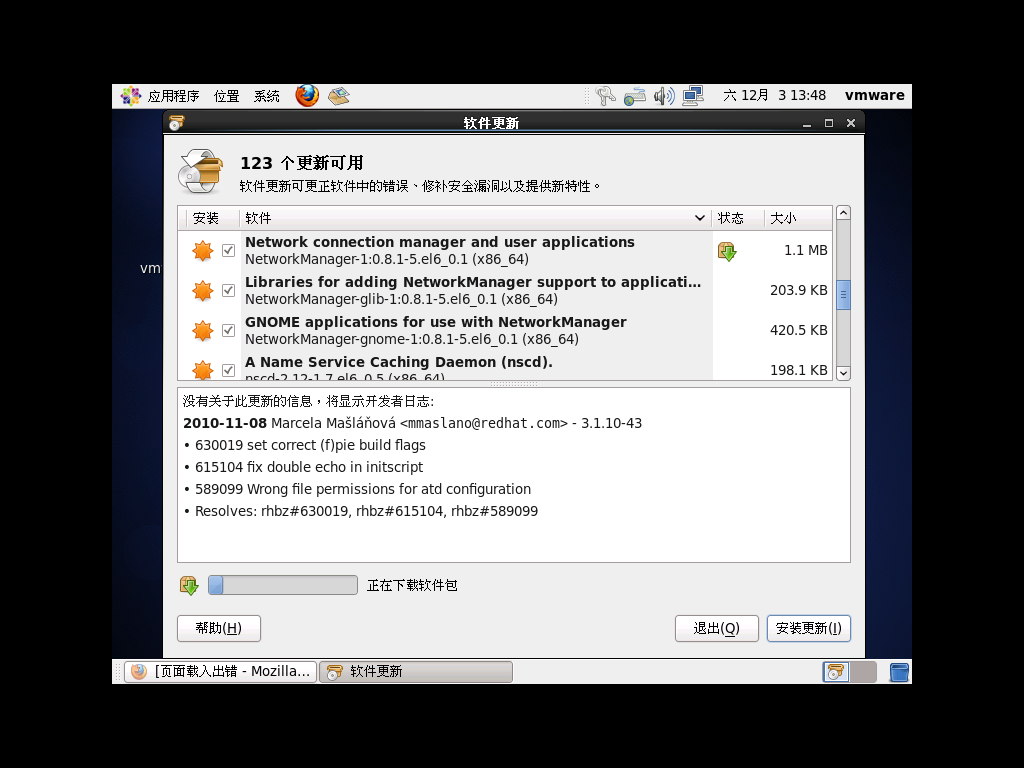 应用程序 位置 系统 六 12月 3 13:48 vmware
软件更新
vm
123 个更新可用
软件更新可更正软件中的错误、修补安全漏洞以及提供新特性。
安装 软件 状态 大小
Network connection manager and user applications
NetworkManager-1:0.8.1-5.el6_0.1 (x86_64)
1.1 MB
Libraries for adding NetworkManager support to applicati...
NetworkManager-glib-1:0.8.1-5.el6_0.1 (x86_64)
203.9 KB
GNOME applications for use with NetworkManager
NetworkManager-gnome-1:0.8.1-5.el6_0.1 (x86_64)
420.5 KB
A Name Service Caching Daemon (nscd).
nscd-2.12-1.7.el6_0.5 (x86_64)
198.1 KB
没有关于此更新的信息，将显示开发者日志:
2010-11-08 Marcela Mašláňová <mmaslano@redhat.com> - 3.1.10-43
• 630019 set correct (f)pie build flags
• 615104 fix double echo in initscript
• 589099 Wrong file permissions for atd configuration
• Resolves: rhbz#630019, rhbz#615104, rhbz#589099
正在下载软件包
帮助(H) 退出(Q) 安装更新(I)
[页面载入出错 - Mozilla... 软件更新